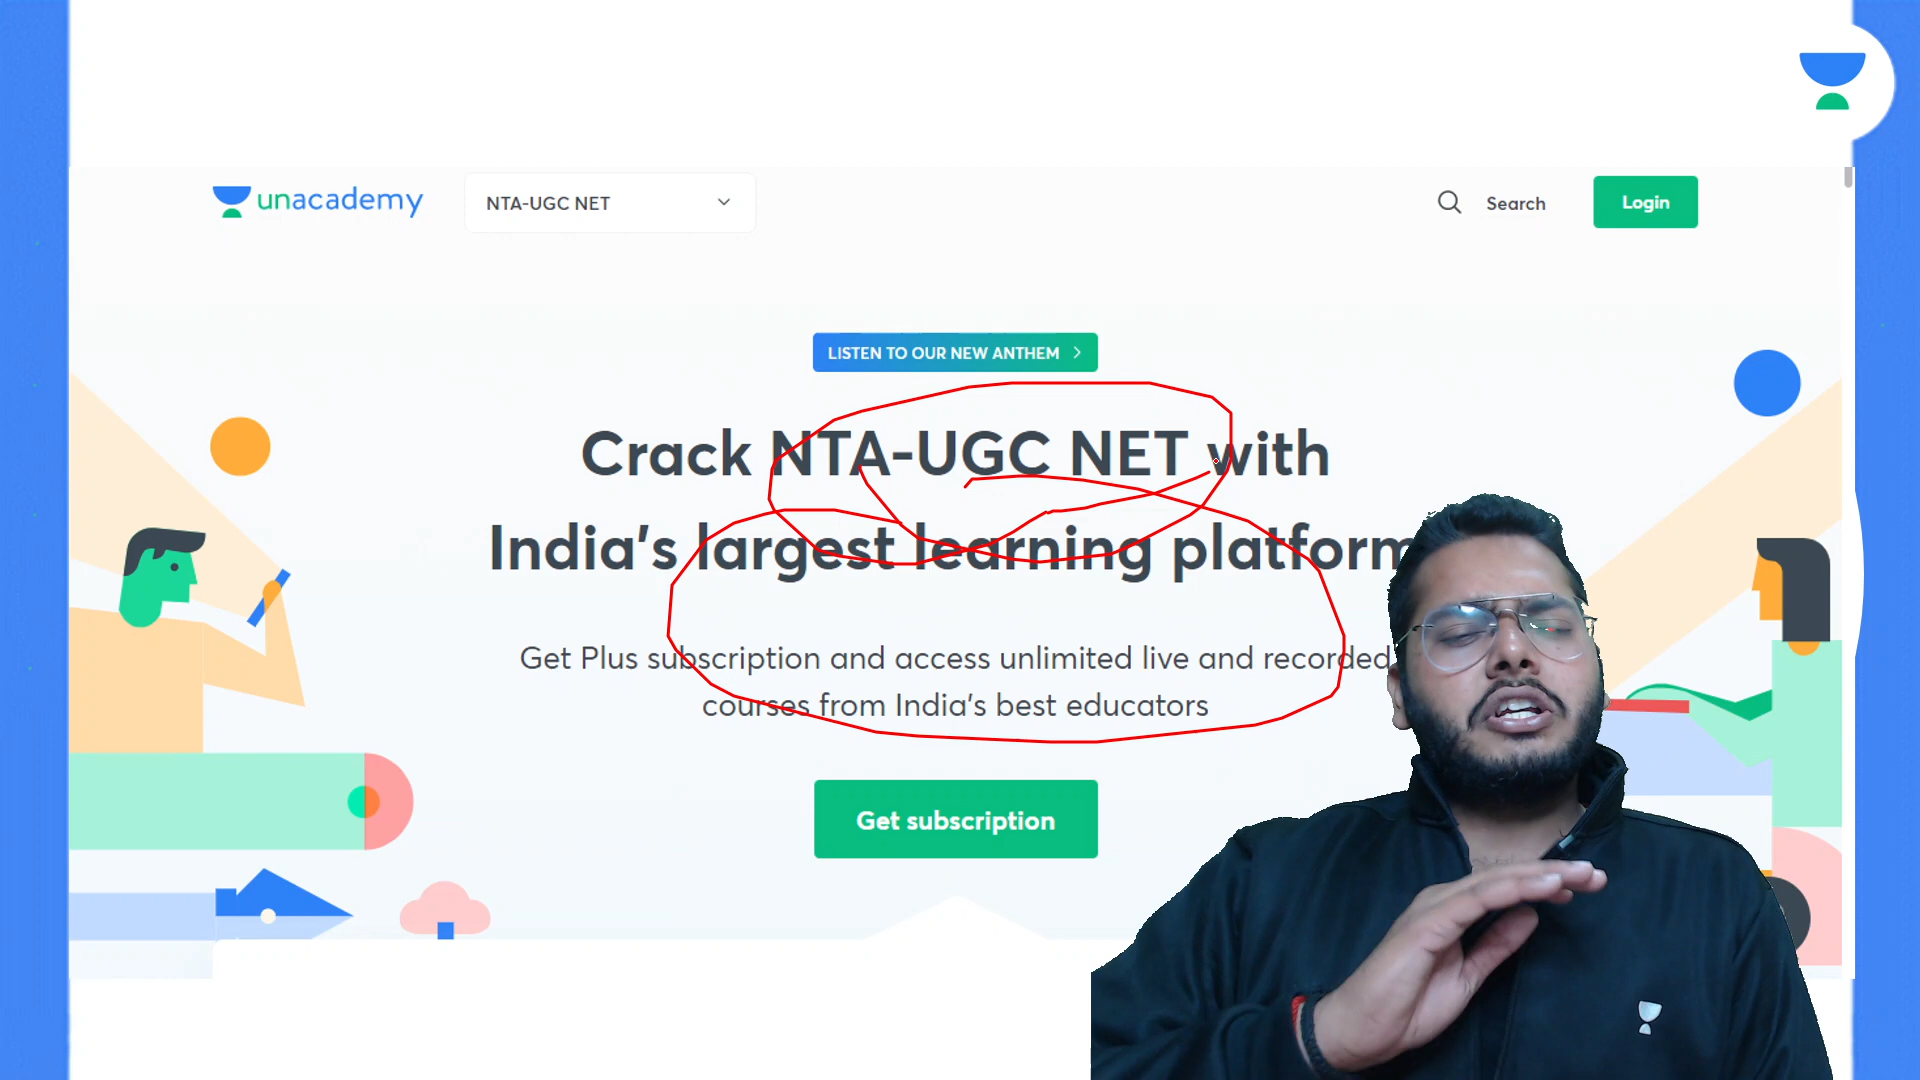 unacademy
NTA-UGC NET
Search
Login
LISTEN TO OUR NEW ANTHEM
Crack NTA-UGC NET with
India's largest learning platform
Get Plus subscription and access unlimited live and recorded
courses from India's best educators
Get subscription